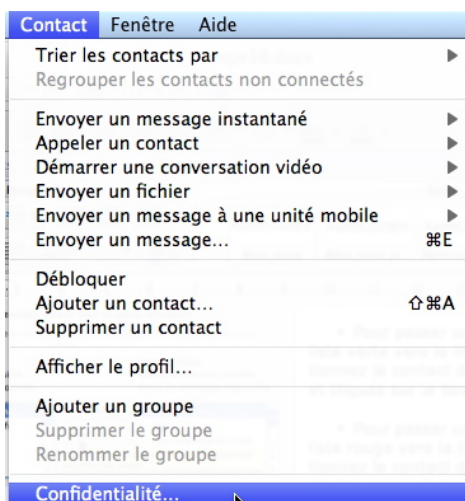 Contact Fenêtre Aide
Trier les contacts par
Regrouper les contacts non connectés
Envoyer un message instantané
Appeler un contact
Démarrer une conversation vidéo
Envoyer un fichier
Envoyer un message à une unité mobile
Envoyer un message... ⌘E
Débloquer
Ajouter un contact... ⇧⌘A
Supprimer un contact
Afficher le profil...
Ajouter un groupe
Supprimer le groupe
Renommer le groupe
Confidentialité...